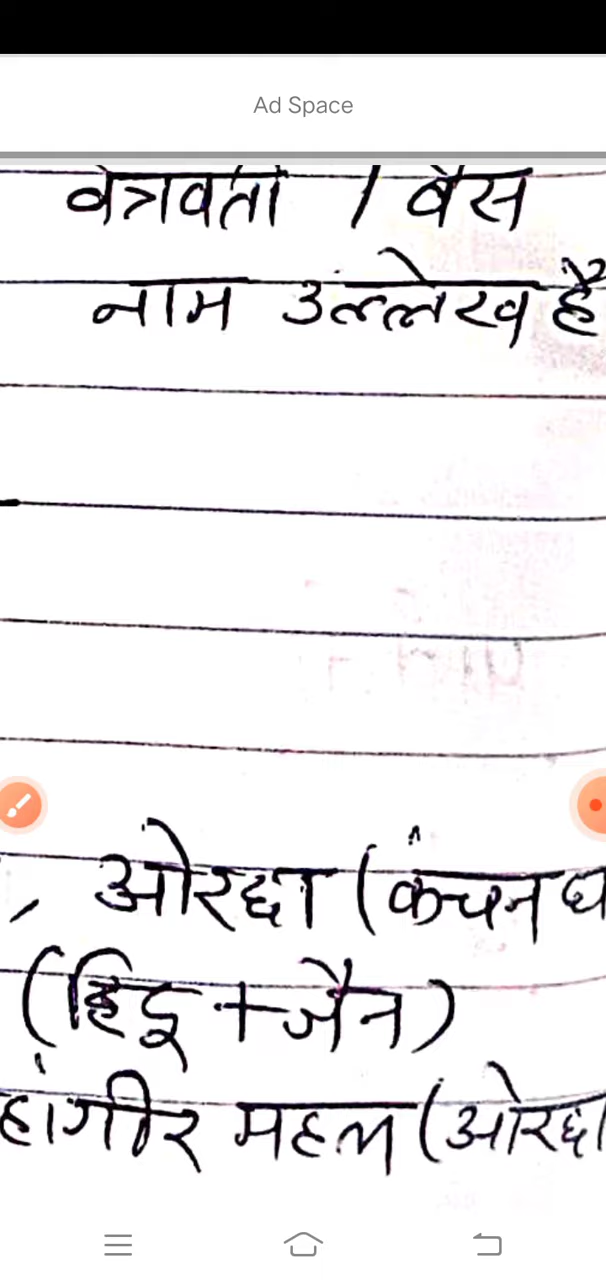 Ad Space
वेत्रवती / बेस
नाम उल्लेख है
, ओरछा (कंचन घ
(हिंदू + जैन)
हांगीर महल (ओरछा